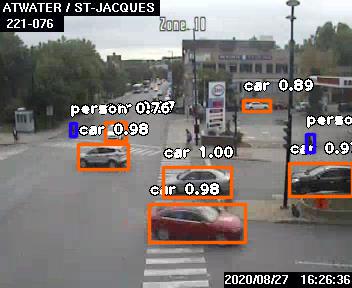 ATWATER / ST-JACQUES
221-076
Zone 10
car 0.89
person 0.76
car 0.98
car 1.00
car 0.98
2020/08/27 16:26:36